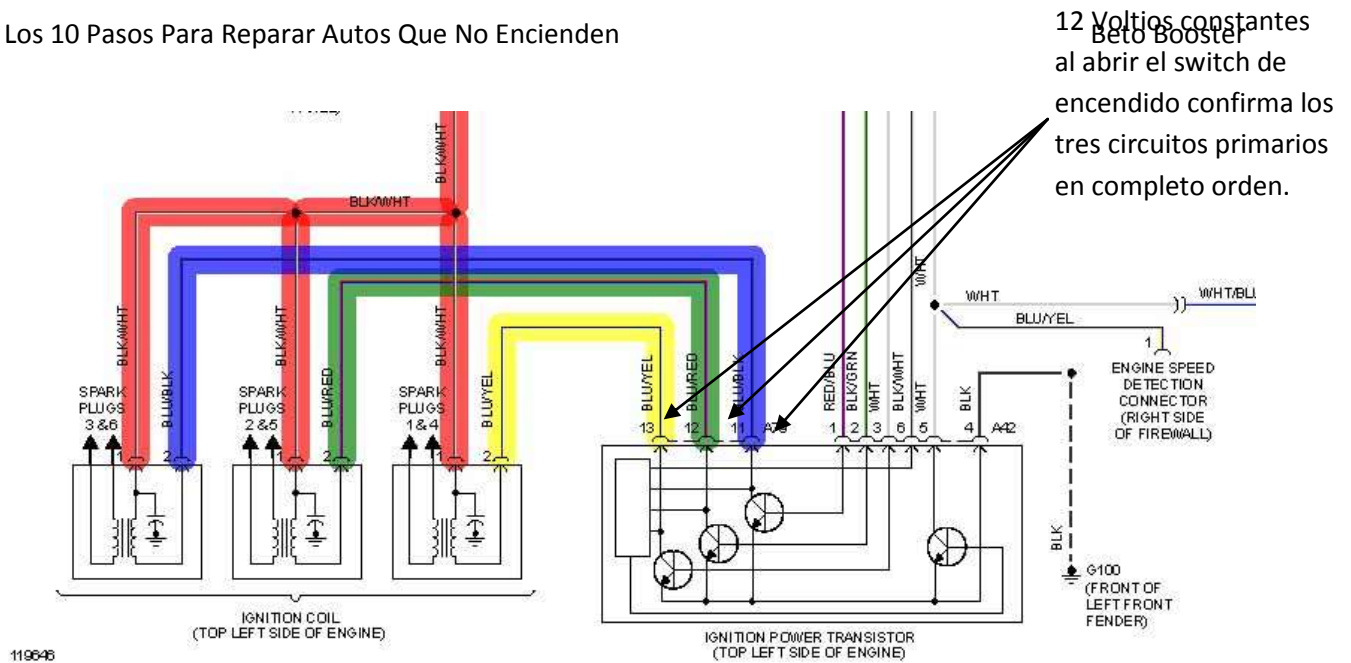 Los 10 Pasos Para Reparar Autos Que No Encienden
Beto Booster
12 Voltios constantes
al abrir el switch de
encendido confirma los
tres circuitos primarios
en completo orden.
BLK/WHT
BLK/WHT
BLK/WHT
BLU/BLK
BLK/WHT
BLU/RED
BLK/WHT
BLU/YEL
SPARK
PLUGS
3 &6
SPARK
PLUGS
2 &5
SPARK
PLUGS
1 &4
1
2
1
2
1
2
BLU/YEL
BLU/RED
BLU/BLK
13
12
11
RED/BLU
BLK/GRN
WHT
BLK/WHT
WHT
WHT
BLK
1
2
3
6
5
4
A42
WHT
WHT/BLU
BLU/YEL
1
ENGINE SPEED
DETECTION
CONNECTOR
(RIGHT SIDE
OF FIREWALL)
BLK
G100
(FRONT OF
LEFT FRONT
FENDER)
IGNITION COIL
(TOP LEFT SIDE OF ENGINE)
IGNITION POWER TRANSISTOR
(TOP LEFT SIDE OF ENGINE)
119646